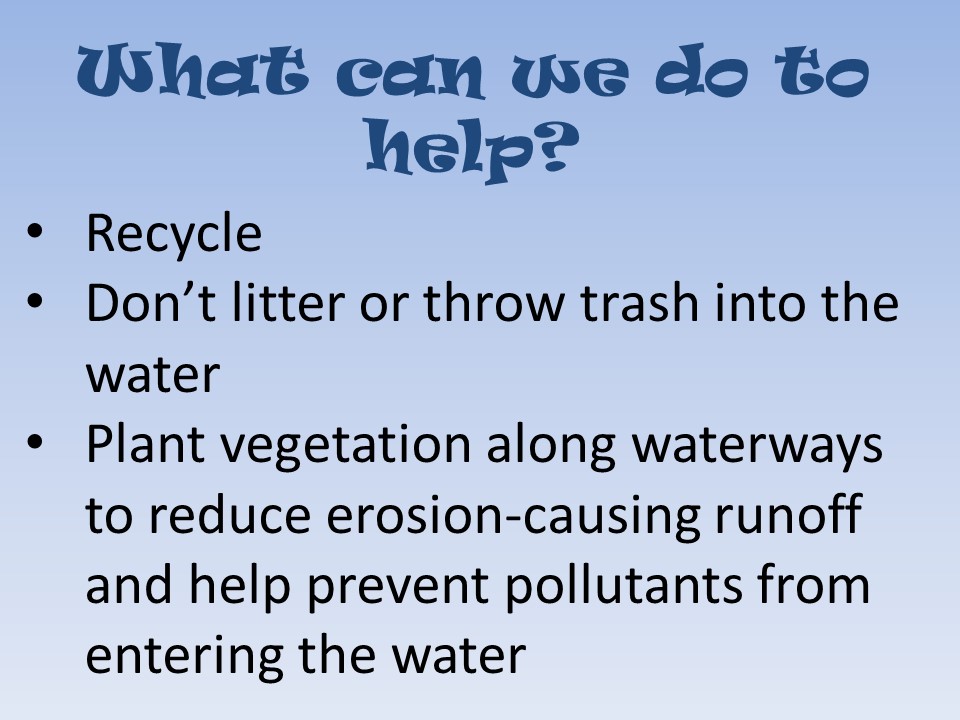 What can we do to
help?
• Recycle
• Don’t litter or throw trash into the
water
• Plant vegetation along waterways
to reduce erosion-causing runoff
and help prevent pollutants from
entering the water